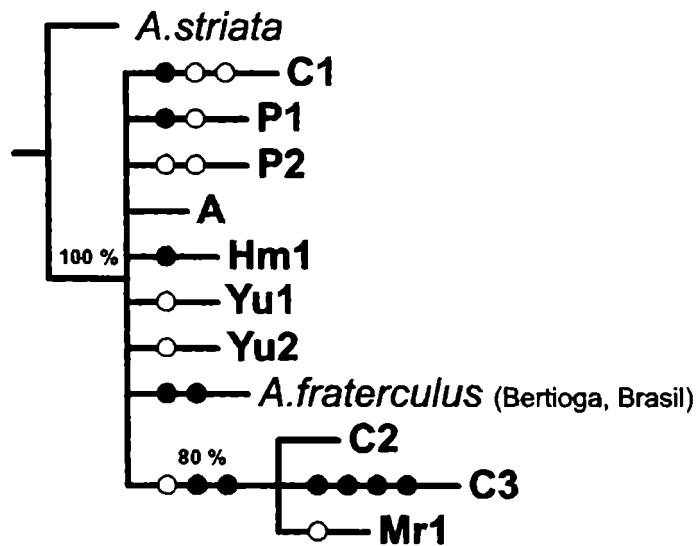 A.striata
C1
P1
P2
A
100 %
Hm1
Yu1
Yu2
A.fraterculus (Bertioga, Brasil)
C2
80 %
C3
Mr1